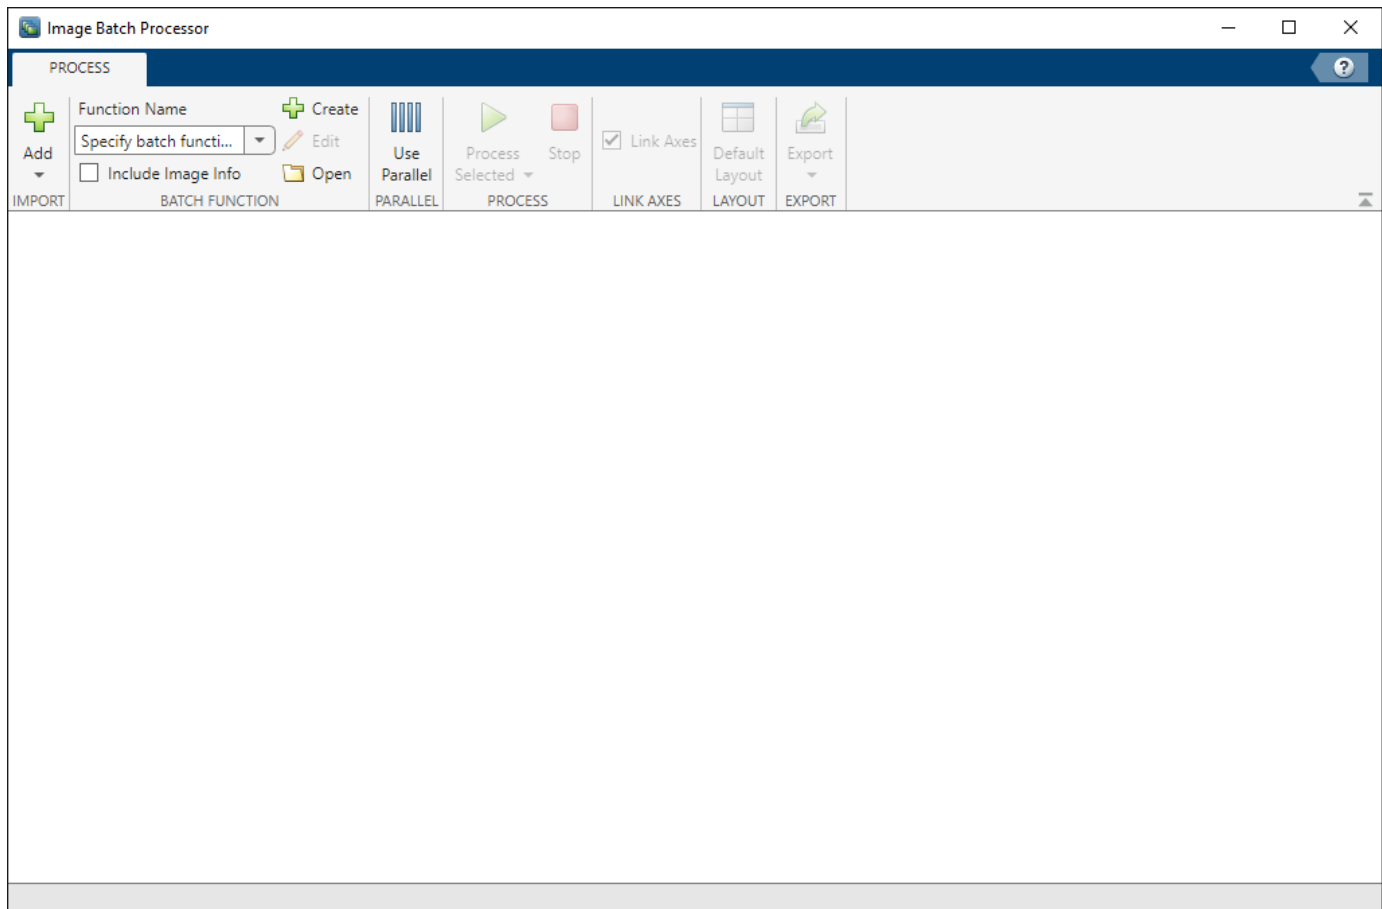 Image Batch Processor
PROCESS
?
Function Name
Create
Specify batch functi...
Edit
Include Image Info
Open
Add
Use
Parallel
Process
Selected
Stop
Link Axes
Default
Layout
Export
IMPORT
BATCH FUNCTION
PARALLEL
PROCESS
LINK AXES
LAYOUT
EXPORT